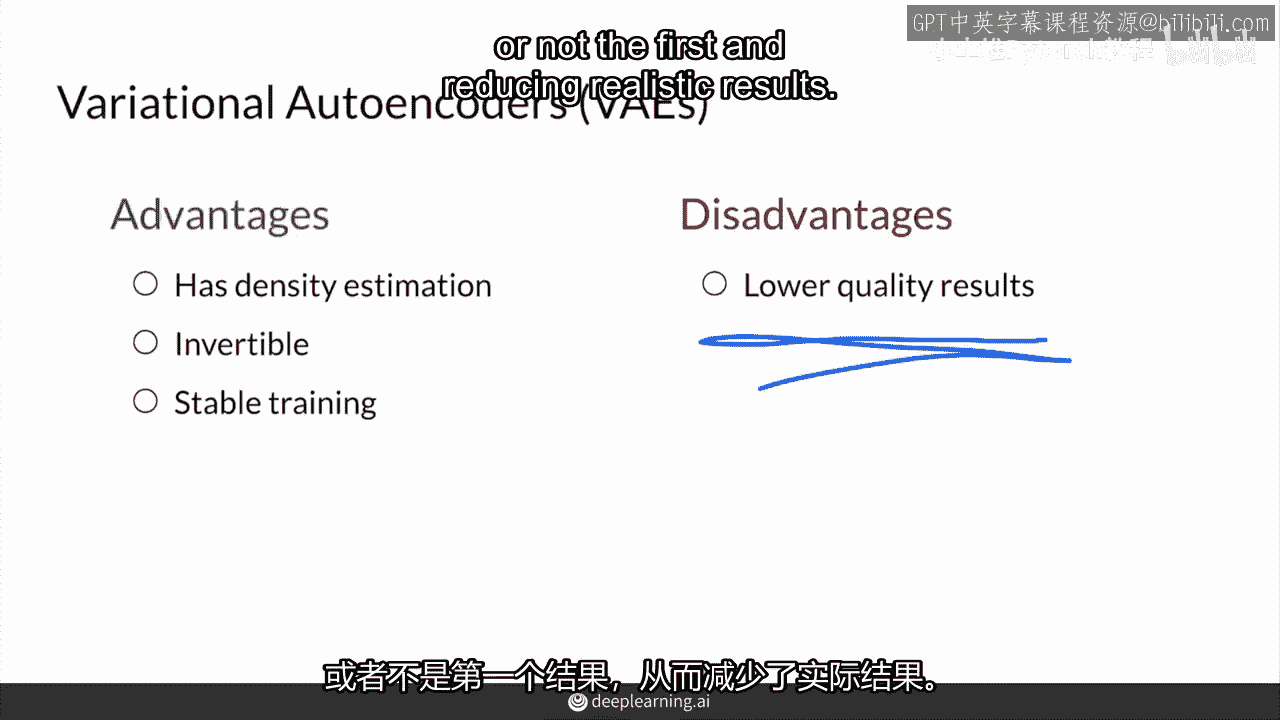 GPT中英字幕课程资源@bilibili.com
or not the first and
reducing realistic results.
Variational Autoencoders (VAEs)
Advantages
Has density estimation
Invertible
Stable training
Disadvantages
Lower quality results
或者不是第一个结果，从而减少了实际结果。
deeplearning.ai